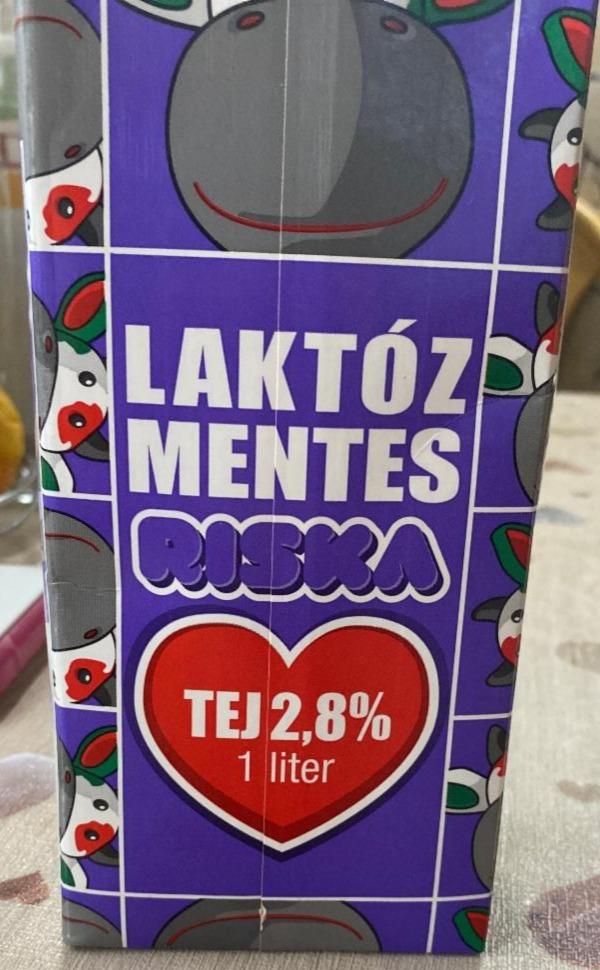 LAKTÓZ
MENTES
RISKA
TEJ 2,8%
1 liter